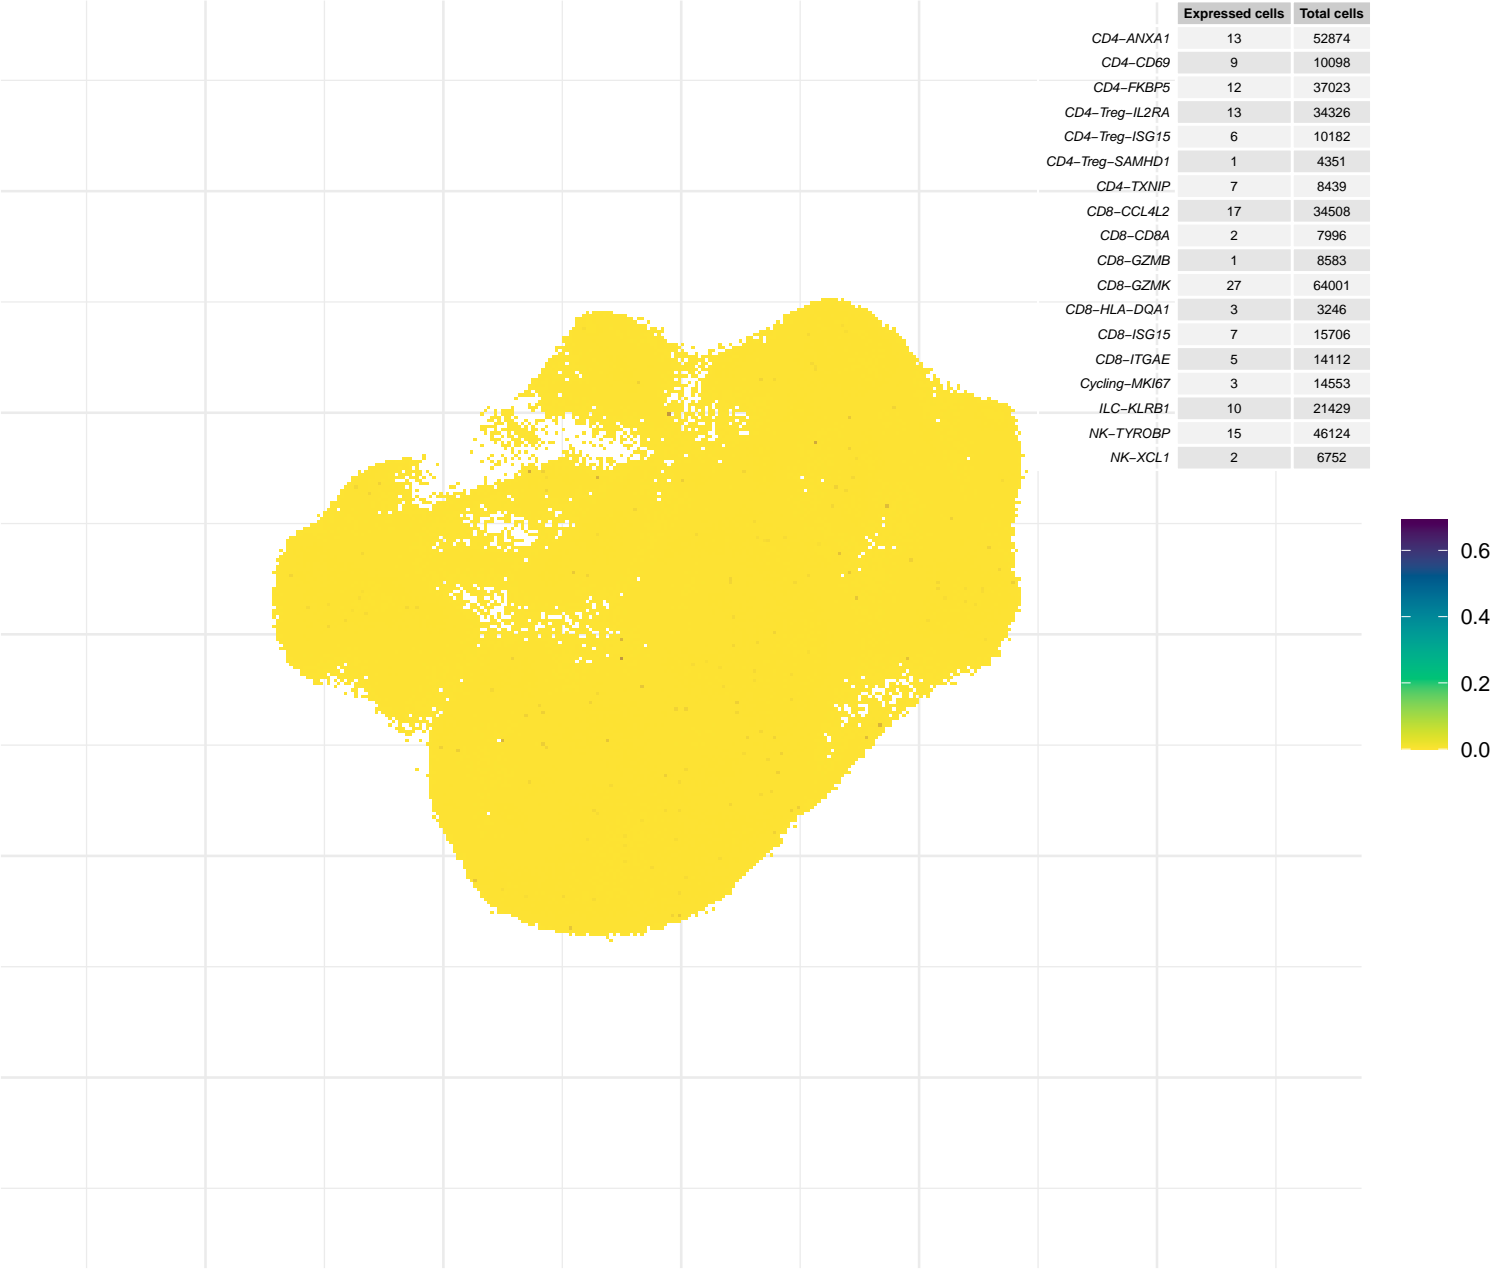 Expressed cells Total cells
CD4−ANXA1 13 52874
CD4−CD69 9 10098
CD4−FKBP5 12 37023
CD4−Treg−IL2RA 13 34326
CD4−Treg−ISG15 6 10182
CD4−Treg−SAMHD1 1 4351
CD4−TXNIP 7 8439
CD8−CCL4L2 17 34508
CD8−CD8A 2 7996
CD8−GZMB 1 8583
CD8−GZMK 27 64001
CD8−HLA−DQA1 3 3246
CD8−ISG15 7 15706
CD8−ITGAE 5 14112
Cycling−MKI67 3 14553
ILC−KLRB1 10 21429
NK−TYROBP 15 46124
NK−XCL1 2 6752
0.6
0.4
0.2
0.0